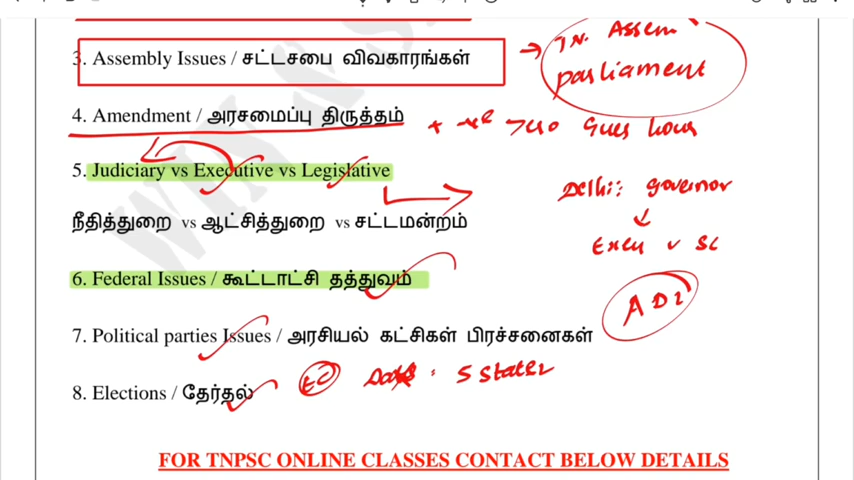 3. Assembly Issues / சட்டசபை விவகாரங்கள்
TN. Assem
parliament
4. Amendment / அரசமைப்பு திருத்தம்
hour
5. Judiciary vs Executive vs Legislative
Delhi: Governor
நீதித்துறை vs ஆட்சித்துறை vs சட்டமன்றம்
Exeu v SC
6. Federal Issues / கூட்டாட்சி தத்துவம்
7. Political parties Issues / அரசியல் கட்சிகள் பிரச்சனைகள்
EC
5 States
8. Elections / தேர்தல்
FOR TNPSC ONLINE CLASSES CONTACT BELOW DETAILS